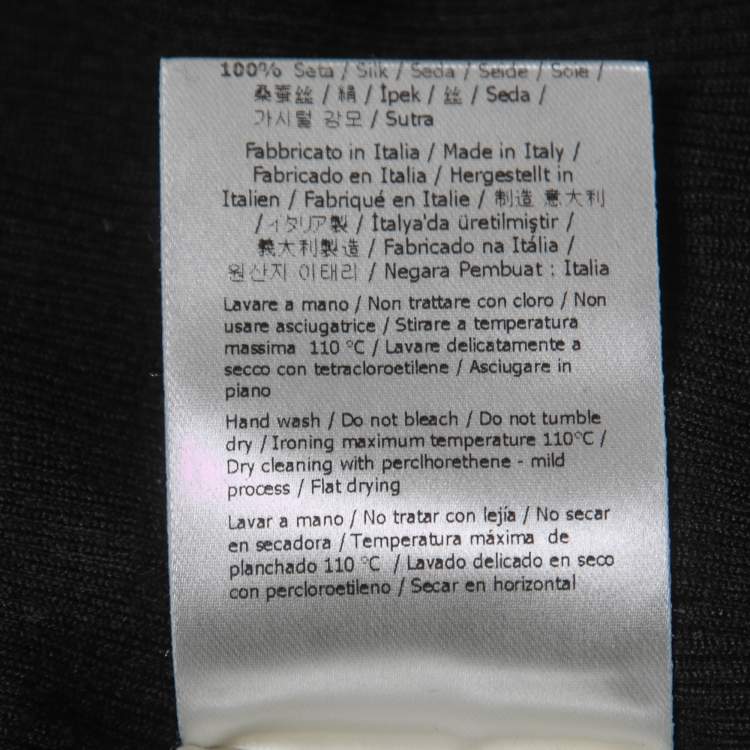 100% Seta / Silk / Seda / Seide / Soie /
桑蚕丝 / 絹 / İpek / 丝 / Seda /
가시털 강모 / Sutra
Fabbricato in Italia / Made in Italy /
Fabricado en Italia / Hergestellt in
Italien / Fabriqué en Italie / 制造 意大利
/ イタリア製 / İtalya'da üretilmiştir /
義大利製造 / Fabricado na Itália /
원산지 이태리 / Negara Pembuat : Italia
Lavare a mano / Non trattare con cloro / Non
usare asciugatrice / Stirare a temperatura
massima 110 °C / Lavare delicatamente a
secco con tetracloroetilene / Asciugare in
piano
Hand wash / Do not bleach / Do not tumble
dry / Ironing maximum temperature 110°C /
Dry cleaning with perclhorethene - mild
process / Flat drying
Lavar a mano / No tratar con lejía / No secar
en secadora / Temperatura máxima de
planchado 110 °C / Lavado delicado en seco
con percloroetileno / Secar en horizontal